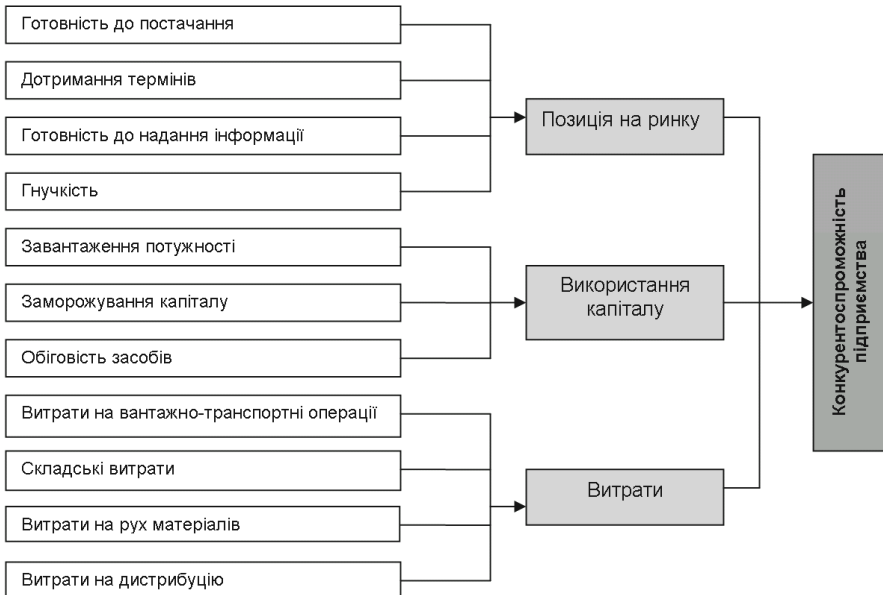 Готовність до постачання
Дотримання термінів
Готовність до надання інформації
Гнучкість
Завантаження потужності
Заморожування капіталу
Обіговість засобів
Витрати на вантажно-транспортні операції
Складські витрати
Витрати на рух матеріалів
Витрати на дистрибуцію
Позиція на ринку
Використання
капіталу
Витрати
Конкурентоспроможність
підприємства